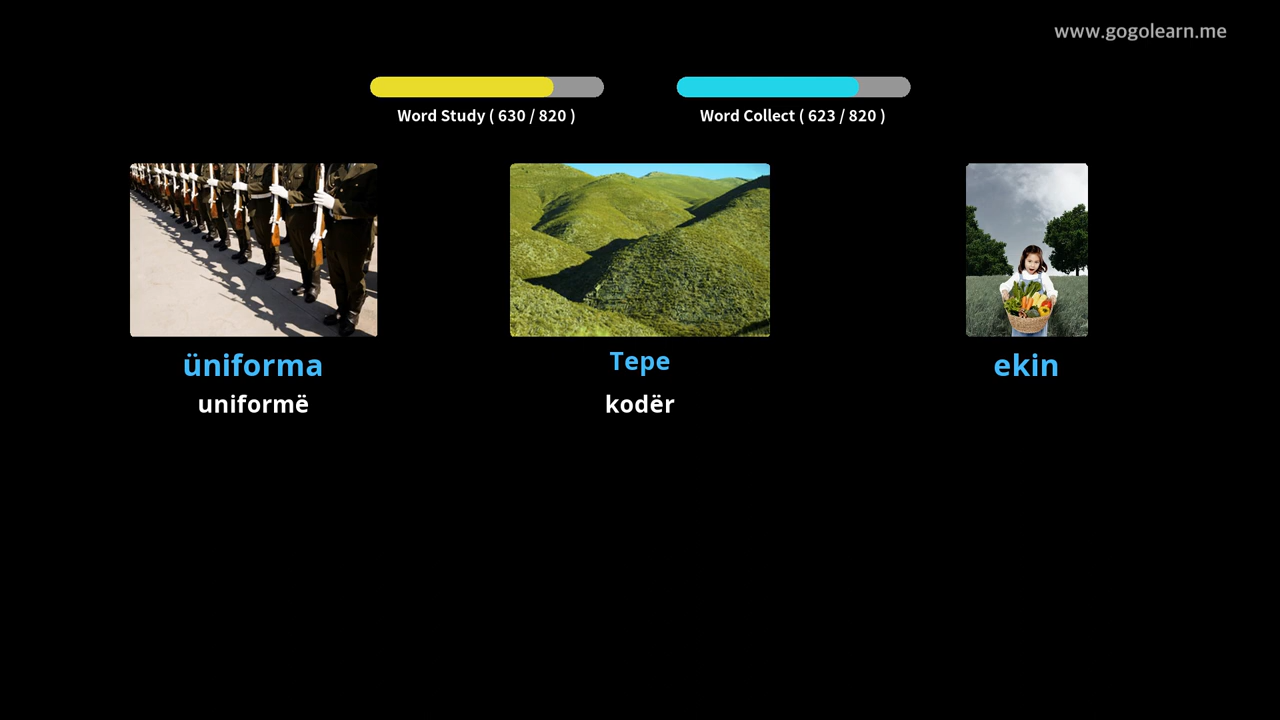 www.gogolearn.me
Word Study ( 630 / 820 )
Word Collect ( 623 / 820 )
üniforma
Tepe
ekin
uniformë
kodër